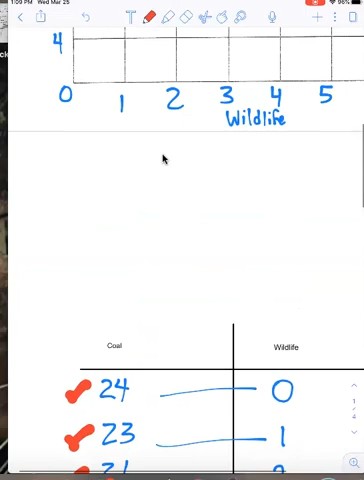 1:09 PM Wed Mar 25 96%
4
0 1 2 3 4 5
Wildlife
Coal Wildlife
24 0
23 1